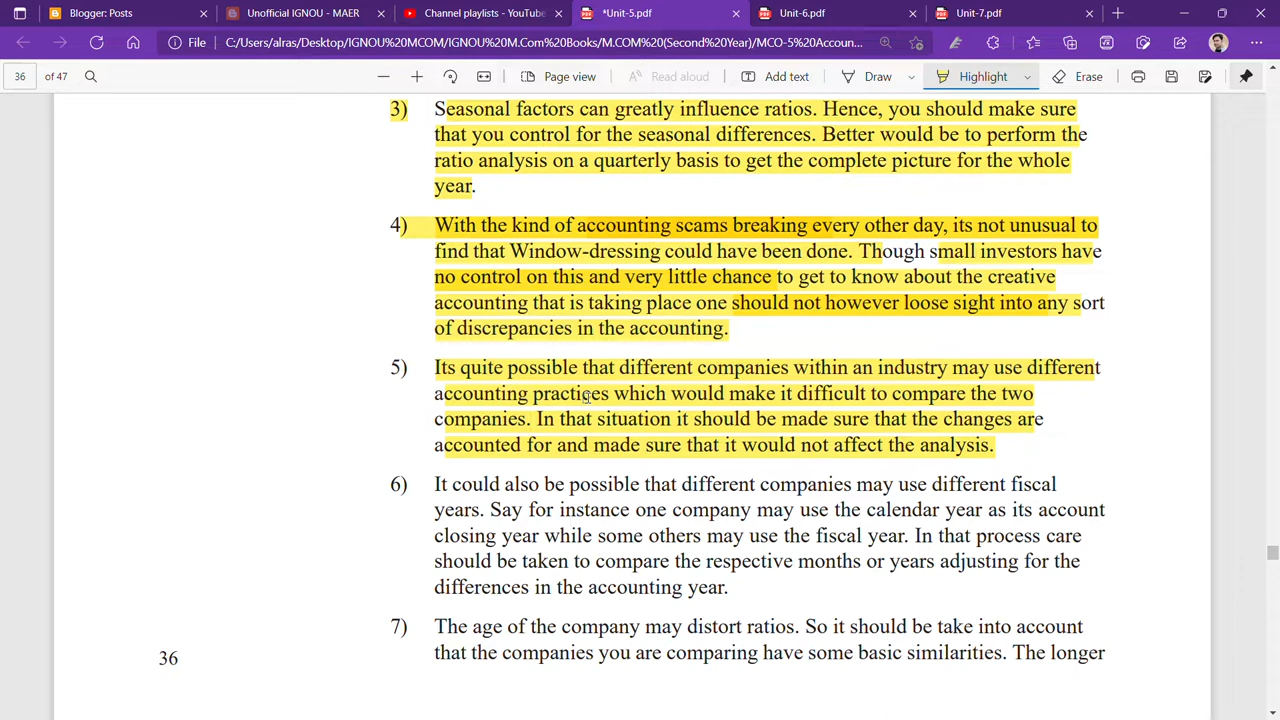 Blogger: Posts
Unofficial IGNOU - MAER
Channel playlists - YouTube
*Unit-5.pdf
Unit-6.pdf
Unit-7.pdf
File
C:/Users/alras/Desktop/IGNOU%20MCOM/IGNOU%20M.Com%20Books/M.COM%20(Second%20Year)/MCO-5%20Accoun...
36 of 47
Page view
Read aloud
Add text
Draw
Highlight
Erase
3) Seasonal factors can greatly influence ratios. Hence, you should make sure
that you control for the seasonal differences. Better would be to perform the
ratio analysis on a quarterly basis to get the complete picture for the whole
year.
4) With the kind of accounting scams breaking every other day, its not unusual to
find that Window-dressing could have been done. Though small investors have
no control on this and very little chance to get to know about the creative
accounting that is taking place one should not however loose sight into any sort
of discrepancies in the accounting.
5) Its quite possible that different companies within an industry may use different
accounting practices which would make it difficult to compare the two
companies. In that situation it should be made sure that the changes are
accounted for and made sure that it would not affect the analysis.
6) It could also be possible that different companies may use different fiscal
years. Say for instance one company may use the calendar year as its account
closing year while some others may use the fiscal year. In that process care
should be taken to compare the respective months or years adjusting for the
differences in the accounting year.
7) The age of the company may distort ratios. So it should be take into account
that the companies you are comparing have some basic similarities. The longer
36